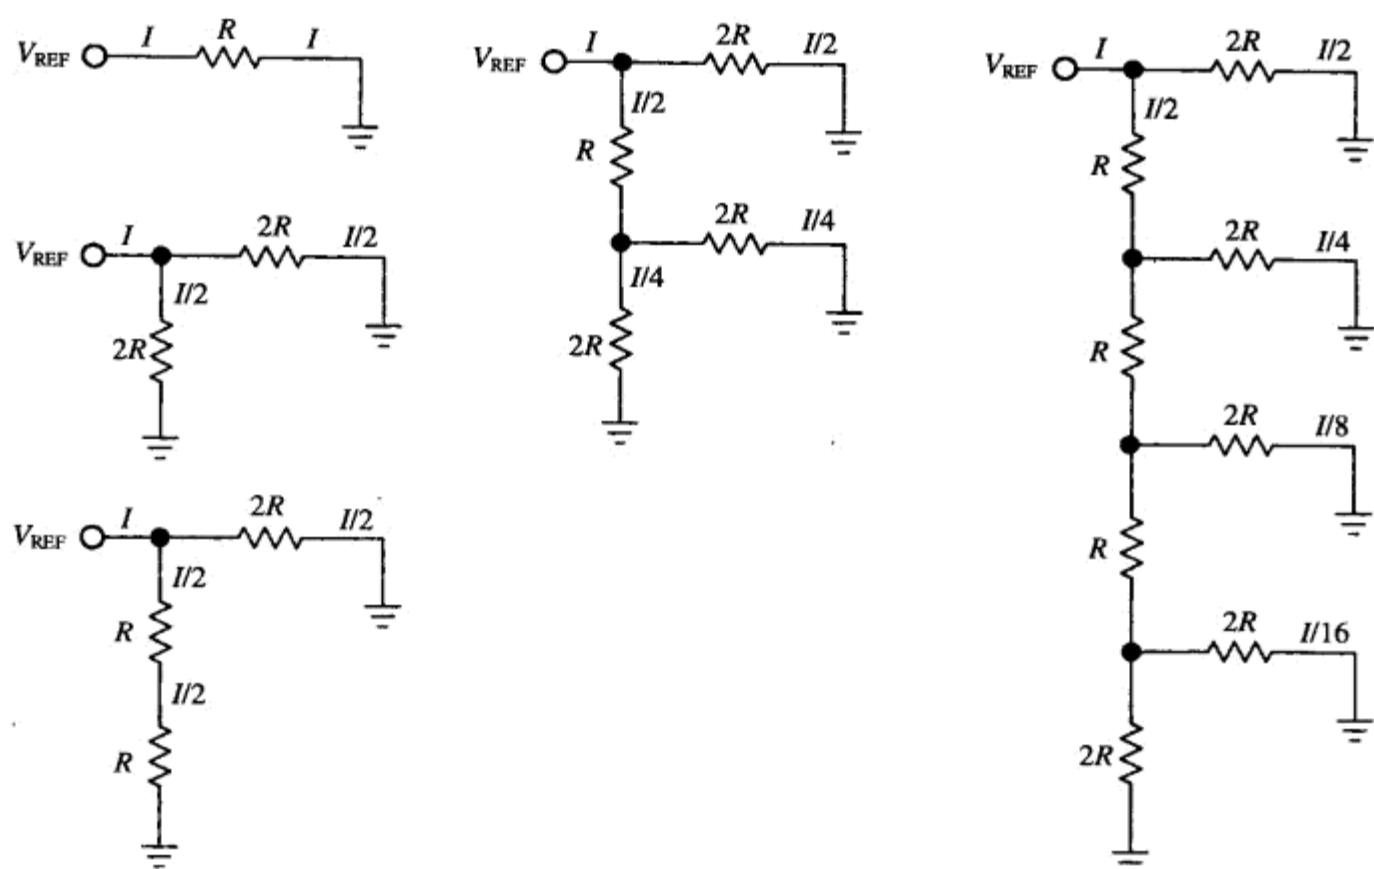 V_REF I R I
V_REF I 2R I/2
I/2
2R
V_REF I 2R I/2
I/2
R
I/2
R
V_REF I 2R I/2
I/2
R
2R I/4
I/4
2R
V_REF I 2R I/2
I/2
R
2R I/4
R
2R I/8
R
2R I/16
2R